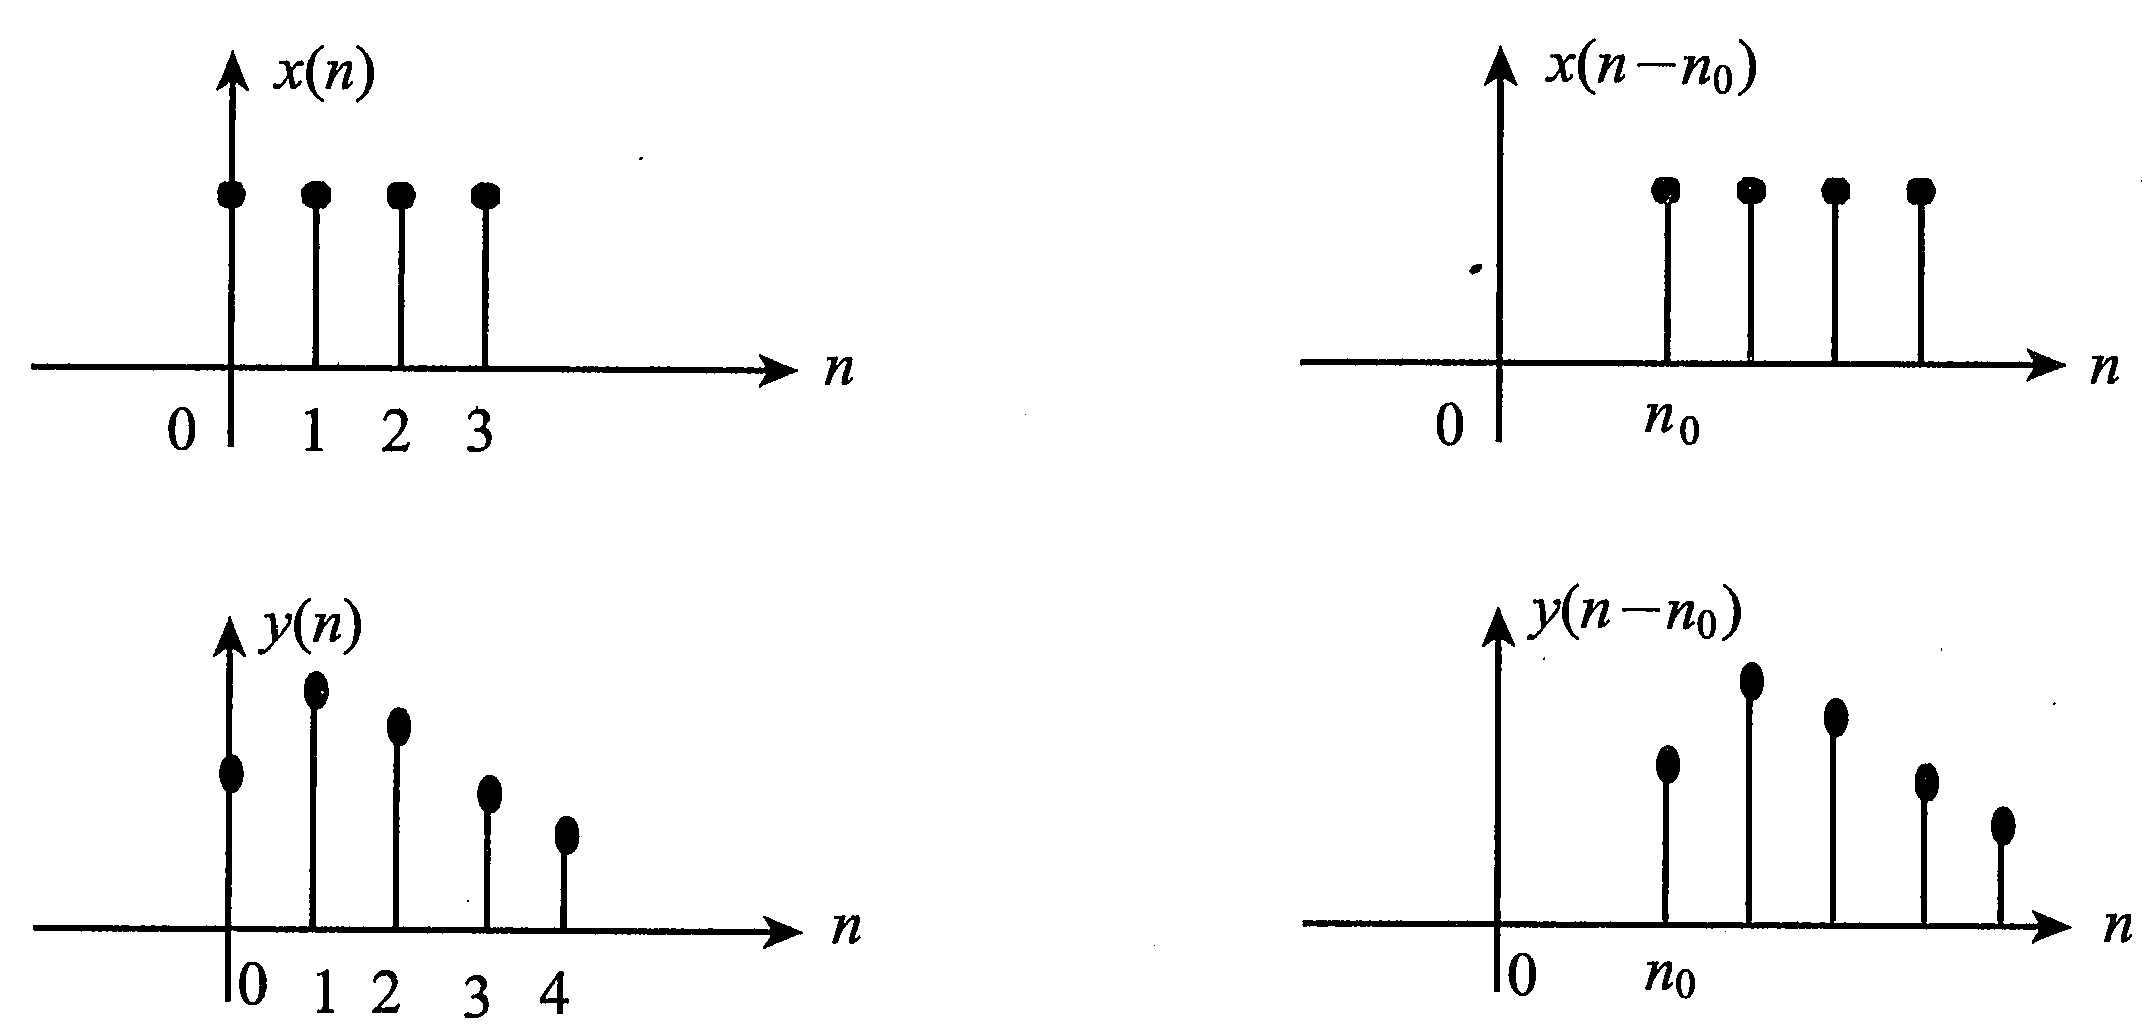 x(n)
n
0 1 2 3
x(n−n₀)
n
0 n₀
y(n)
n
0 1 2 3 4
y(n−n₀)
n
0 n₀